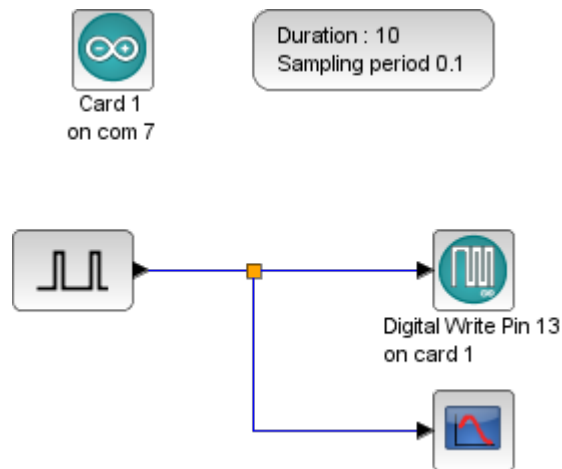 Duration : 10
Sampling period 0.1
Card 1
on com 7
Digital Write Pin 13
on card 1